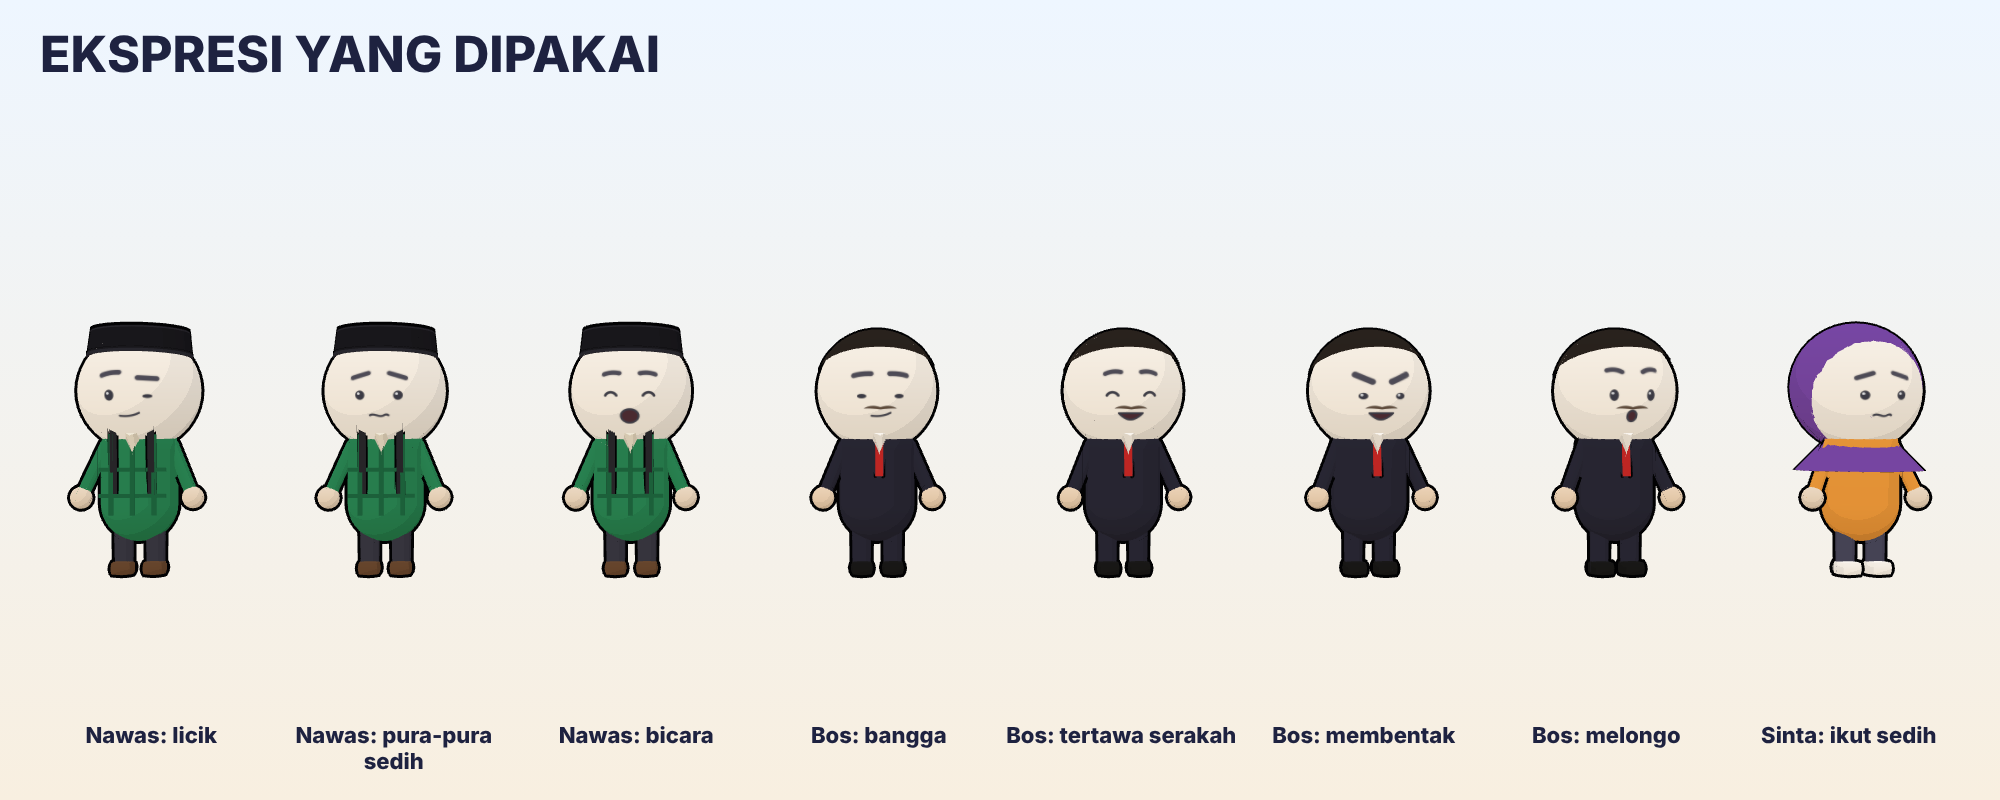 EKSPRESI YANG DIPAKAI
Nawas: licik
Nawas: pura-pura
sedih
Nawas: bicara
Bos: bangga
Bos: tertawa serakah
Bos: membentak
Bos: melongo
Sinta: ikut sedih